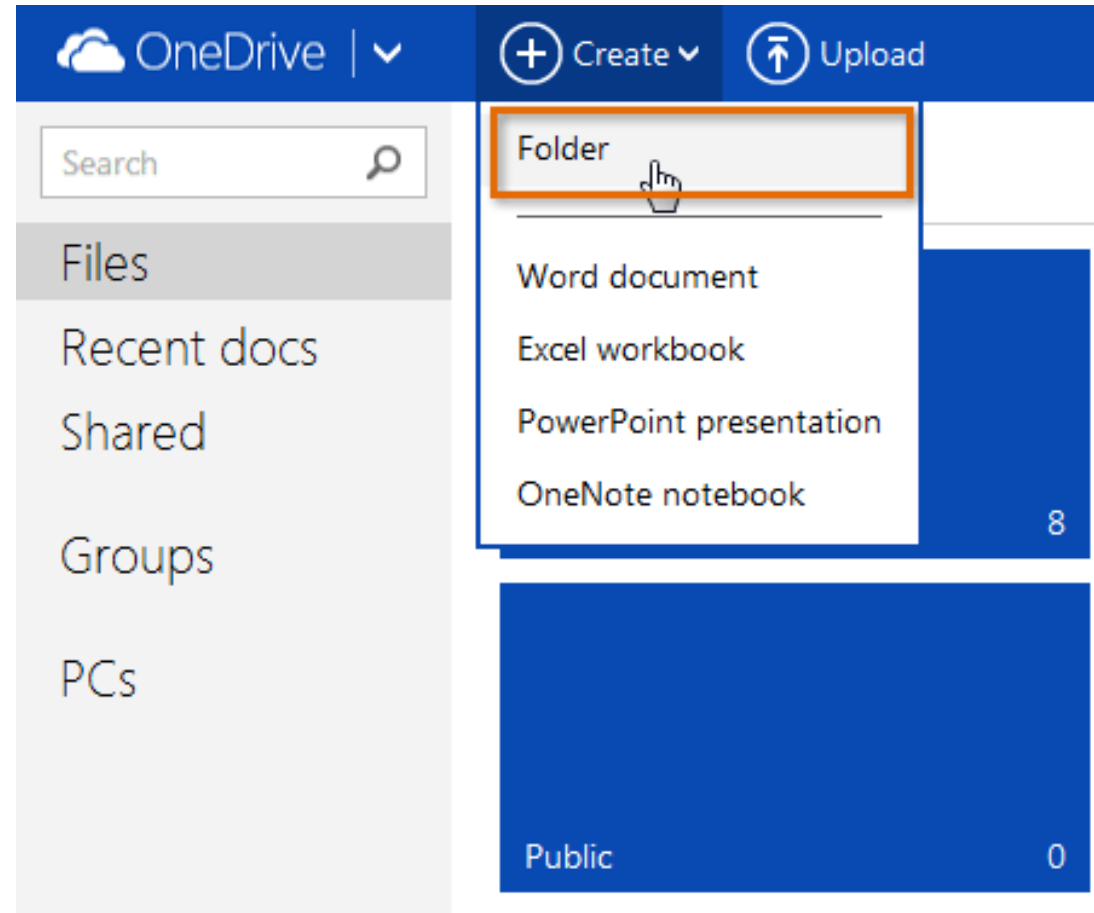 OneDrive
Create
Upload
Search
Files
Recent docs
Shared
Groups
PCs
Folder
Word document
Excel workbook
PowerPoint presentation
OneNote notebook
8
Public 0